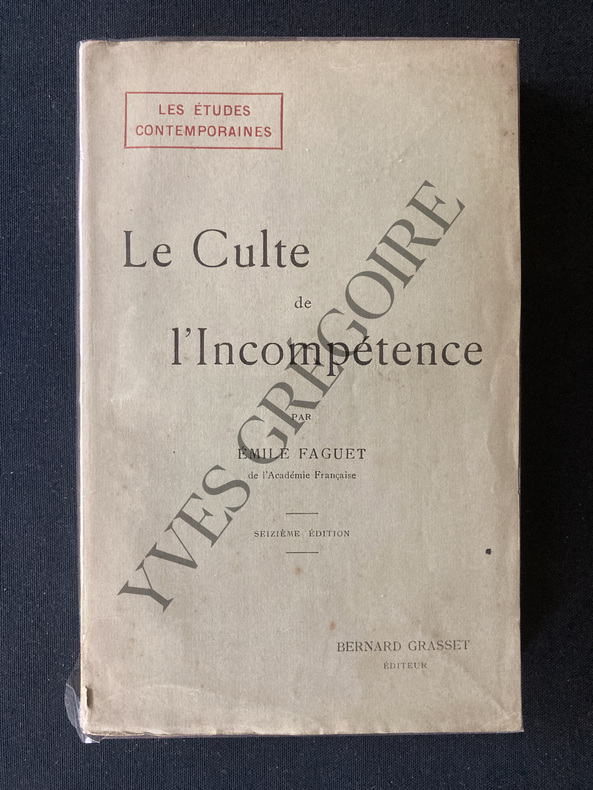 LES ÉTUDES
CONTEMPORAINES
Le Culte
de
l'Incompétence
PAR
ÉMILE FAGUET
de l'Académie Française
SEIZIÈME ÉDITION
BERNARD GRASSET
ÉDITEUR
YVES GRÉGOIRE